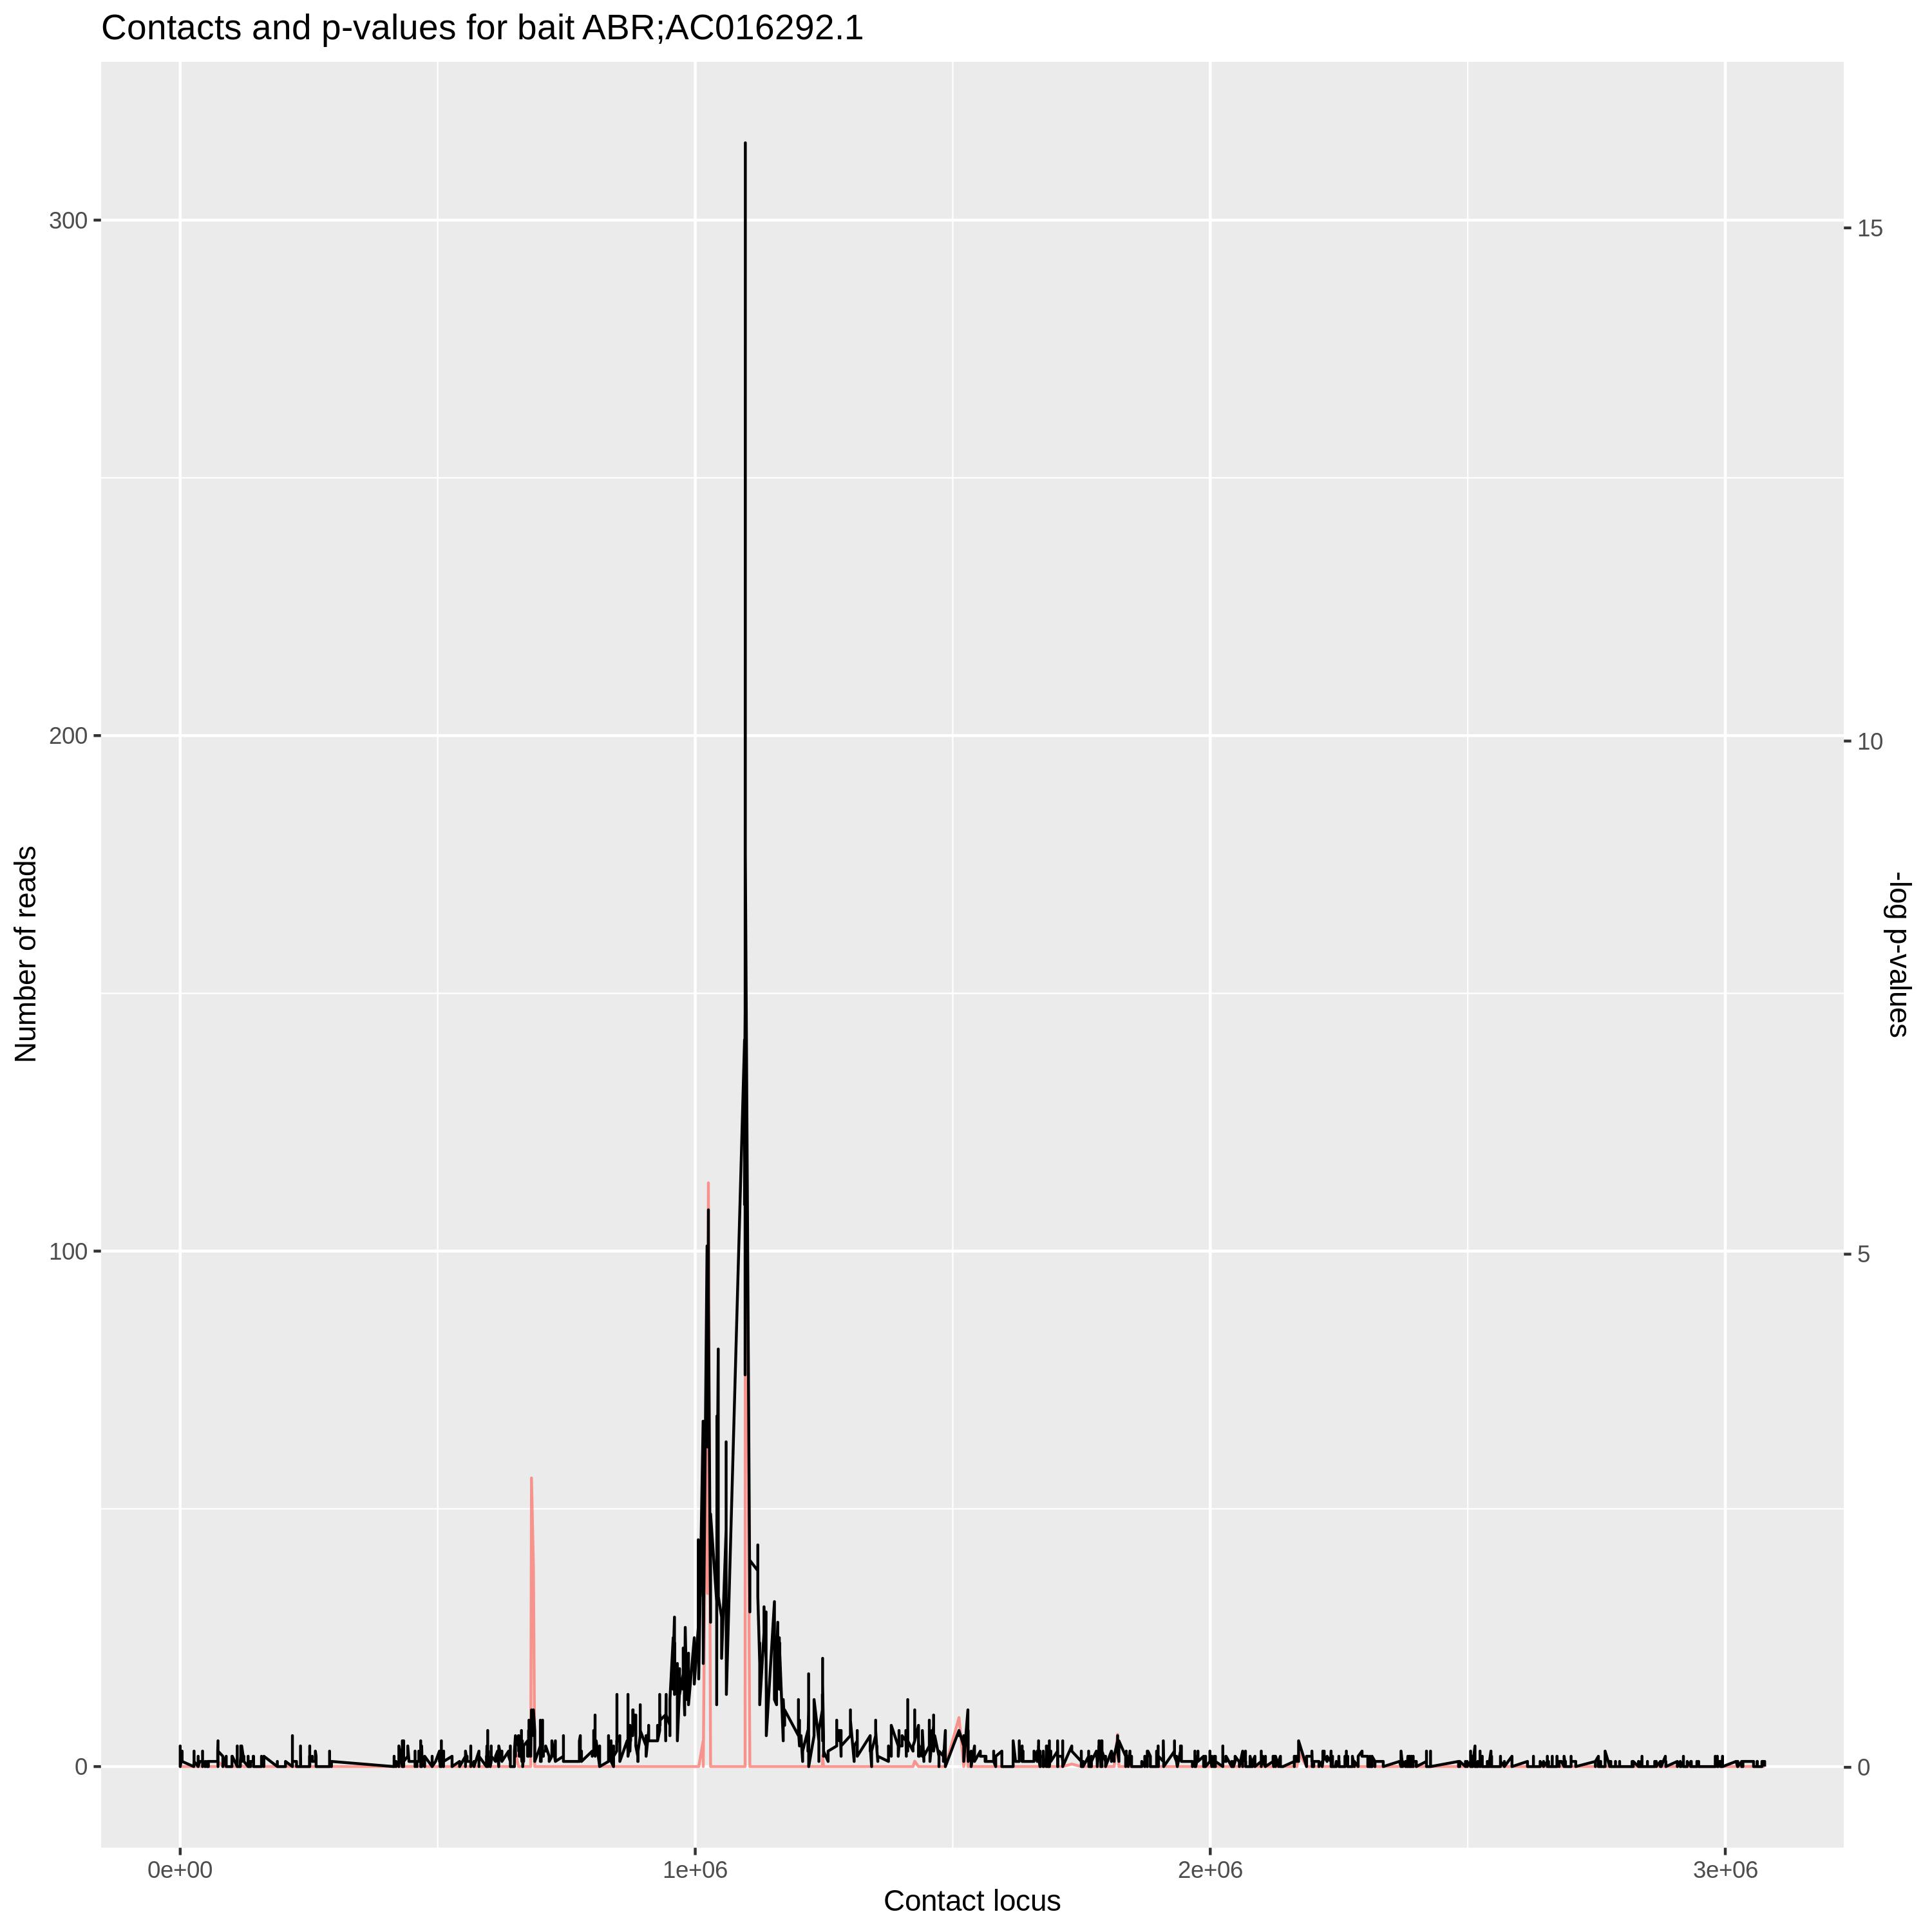 Contacts and p-values for bait ABR;AC016292.1
300
200
100
0
15
10
5
0
Number of reads
-log p-values
0e+00
1e+06
2e+06
3e+06
Contact locus